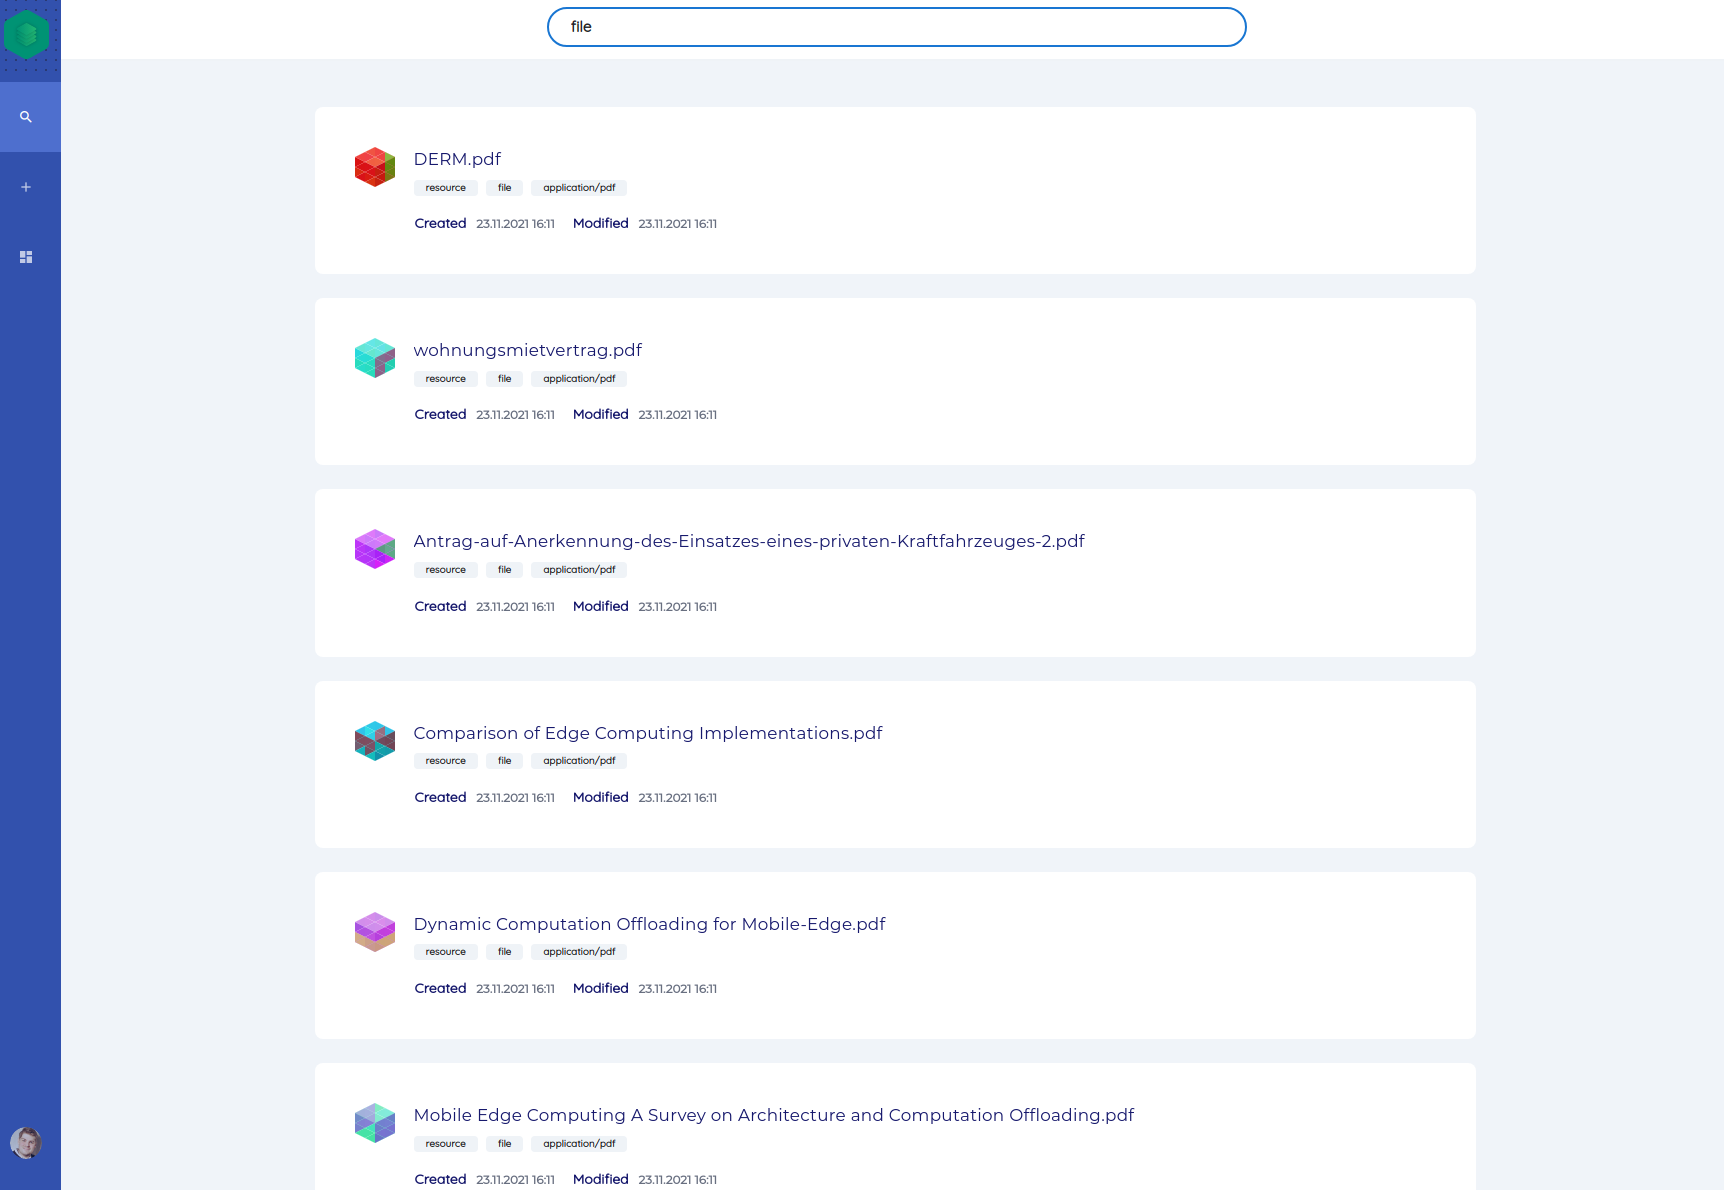 file
DERM.pdf
resource file application/pdf
Created 23.11.2021 16:11 Modified 23.11.2021 16:11
wohnungsmietvertrag.pdf
resource file application/pdf
Created 23.11.2021 16:11 Modified 23.11.2021 16:11
Antrag-auf-Anerkennung-des-Einsatzes-eines-privaten-Kraftfahrzeuges-2.pdf
resource file application/pdf
Created 23.11.2021 16:11 Modified 23.11.2021 16:11
Comparison of Edge Computing Implementations.pdf
resource file application/pdf
Created 23.11.2021 16:11 Modified 23.11.2021 16:11
Dynamic Computation Offloading for Mobile-Edge.pdf
resource file application/pdf
Created 23.11.2021 16:11 Modified 23.11.2021 16:11
Mobile Edge Computing A Survey on Architecture and Computation Offloading.pdf
resource file application/pdf
Created 23.11.2021 16:11 Modified 23.11.2021 16:11